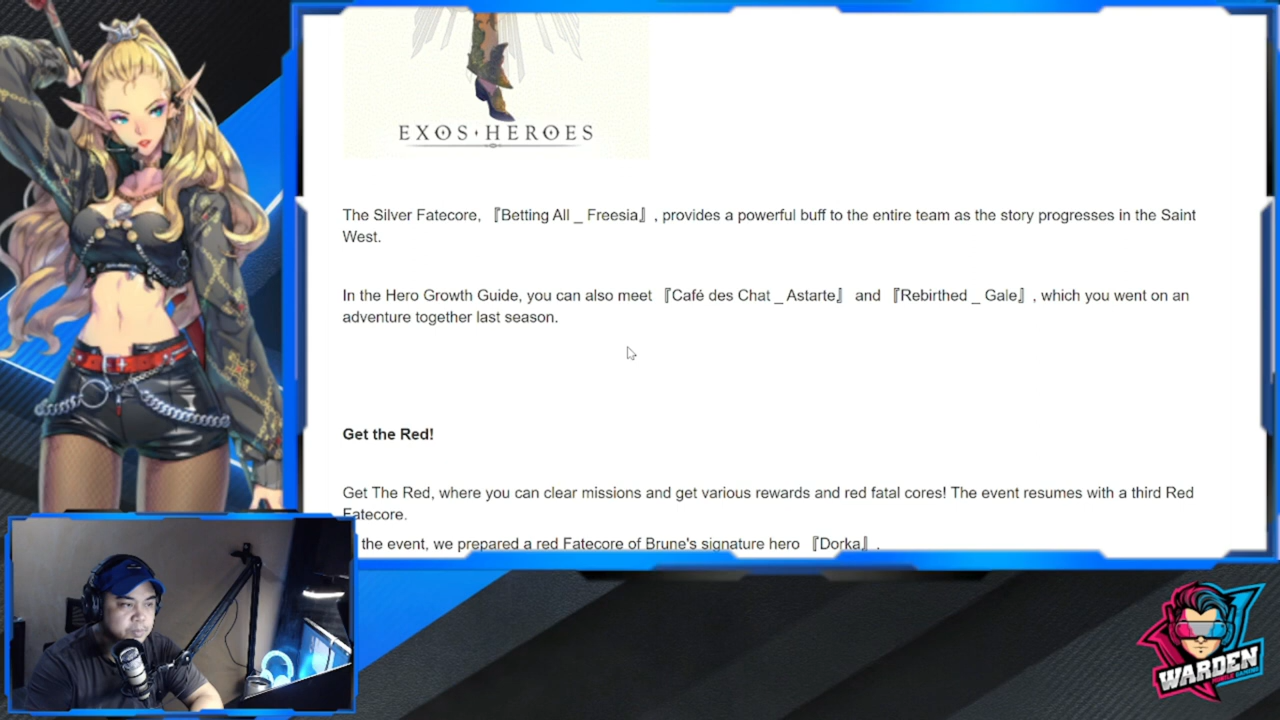 EXOS HEROES
The Silver Fatecore, 『Betting All _ Freesia』, provides a powerful buff to the entire team as the story progresses in the Saint
West.
In the Hero Growth Guide, you can also meet 『Café des Chat _ Astarte』 and 『Rebirthed _ Gale』, which you went on an
adventure together last season.
Get the Red!
Get The Red, where you can clear missions and get various rewards and red fatal cores! The event resumes with a third Red
Fatecore.
the event, we prepared a red Fatecore of Brune's signature hero 『Dorka』.
WARDEN
MOBILE GAMING